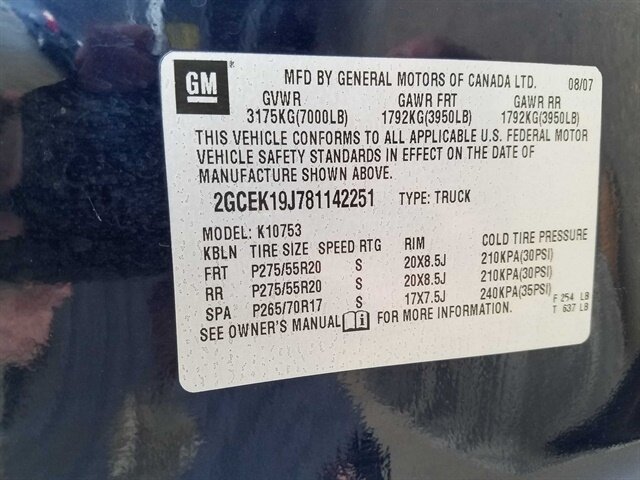 GM
MFD BY GENERAL MOTORS OF CANADA LTD. 08/07
GVWR GAWR FRT GAWR RR
3175KG(7000LB) 1792KG(3950LB) 1792KG(3950LB)
THIS VEHICLE CONFORMS TO ALL APPLICABLE U.S. FEDERAL MOTOR
VEHICLE SAFETY STANDARDS IN EFFECT ON THE DATE OF
MANUFACTURE SHOWN ABOVE.
2GCEK19J781142251 TYPE: TRUCK
MODEL: K10753
KBLN TIRE SIZE SPEED RTG RIM COLD TIRE PRESSURE
FRT P275/55R20 S 20X8.5J 210KPA(30PSI)
RR P275/55R20 S 20X8.5J 210KPA(30PSI)
SPA P265/70R17 S 17X7.5J 240KPA(35PSI)
F 254 LB
T 637 LB
SEE OWNER'S MANUAL FOR MORE INFORMATION.